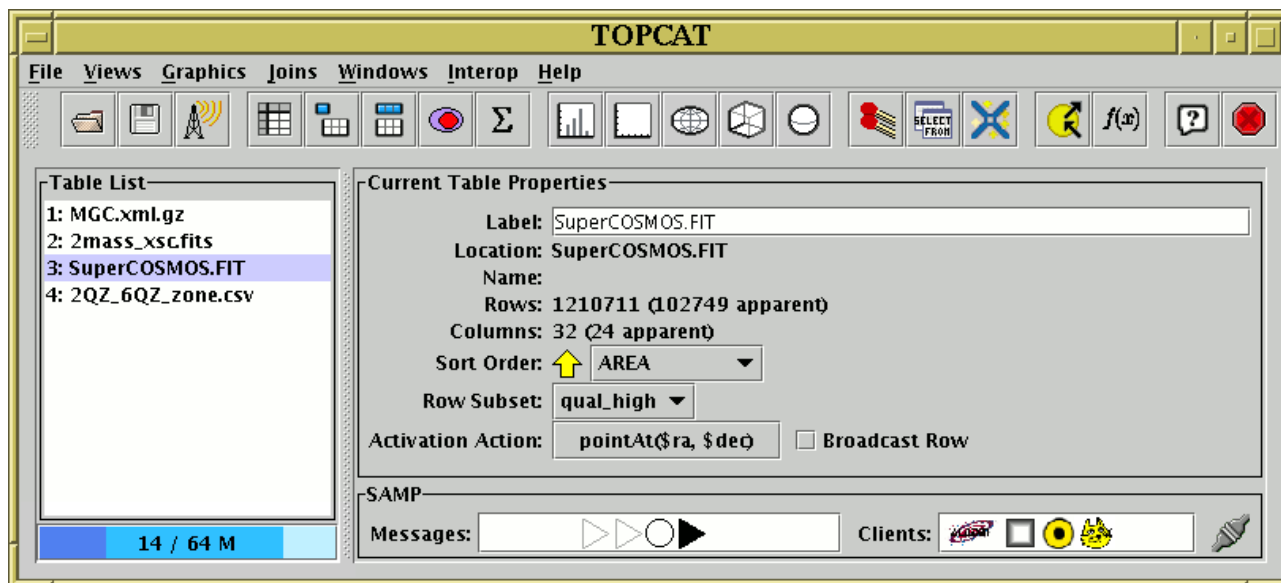 TOPCAT
File Views Graphics Joins Windows Interop Help
Σ SELECT FROM f(x) ?
Table List
1: MGC.xml.gz
2: 2mass_xsc.fits
3: SuperCOSMOS.FIT
4: 2QZ_6QZ_zone.csv
14 / 64 M
Current Table Properties
Label: SuperCOSMOS.FIT
Location: SuperCOSMOS.FIT
Name:
Rows: 1210711 (102749 apparent)
Columns: 32 (24 apparent)
Sort Order: AREA
Row Subset: qual_high
Activation Action: pointAt($ra, $dec) Broadcast Row
SAMP
Messages: Clients: